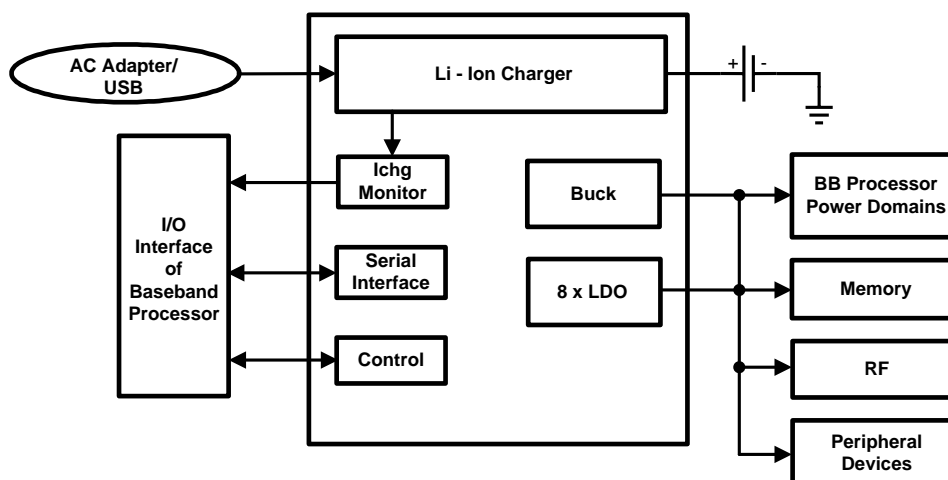 AC Adapter/
USB
Li - Ion Charger
+
-
Ichg
Monitor
I/O
Interface
of
Baseband
Processor
Serial
Interface
Control
Buck
8 x LDO
BB Processor
Power Domains
Memory
RF
Peripheral
Devices